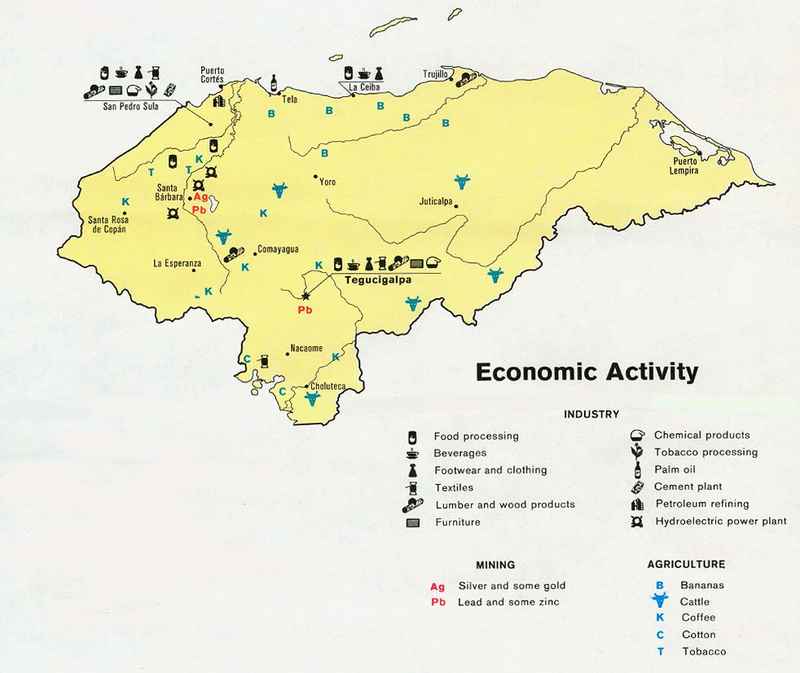 Puerto
Cortés
San Pedro Sula
Tela
La Ceiba
Trujillo
B
B
B
B
B
B
T
T
K
Santa
Bárbara
Ag
Pb
K
Santa Rosa
de Copán
Yoro
K
Juticalpa
Puerto
Lempira
Comayagua
La Esperanza
K
K
K
Tegucigalpa
Pb
Nacaome
C
K
C
Choluteca
Economic Activity
INDUSTRY
Food processing
Beverages
Footwear and clothing
Textiles
Lumber and wood products
Furniture
Chemical products
Tobacco processing
Palm oil
Cement plant
Petroleum refining
Hydroelectric power plant
MINING
Ag Silver and some gold
Pb Lead and some zinc
AGRICULTURE
B Bananas
Cattle
K Coffee
C Cotton
T Tobacco